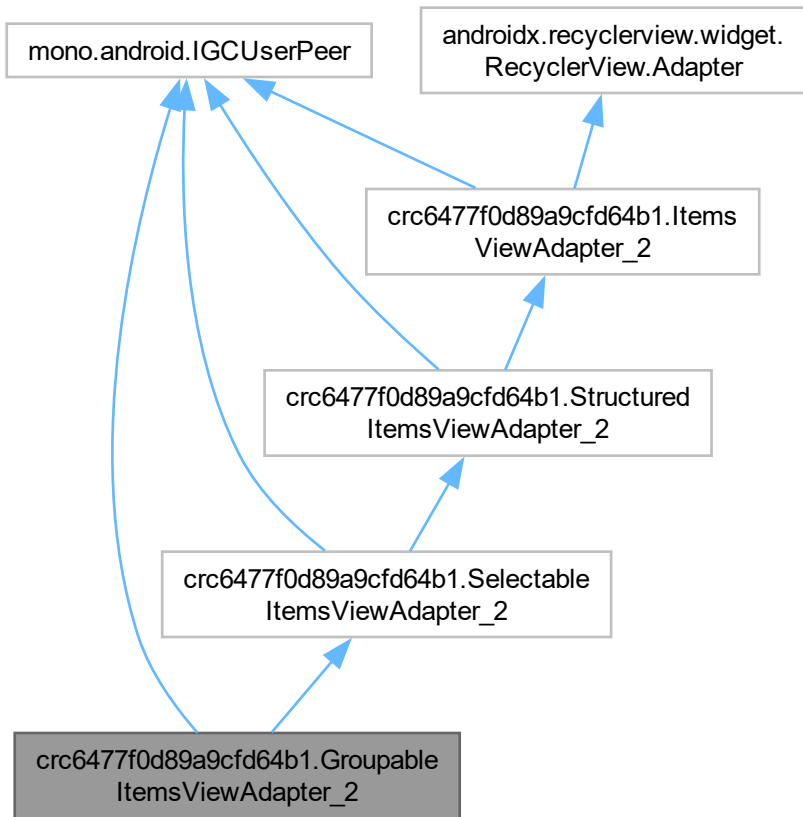 mono.android.IGCUserPeer
androidx.recyclerview.widget.
RecyclerView.Adapter
crc6477f0d89a9cfd64b1.Items
ViewAdapter_2
crc6477f0d89a9cfd64b1.Structured
ItemsViewAdapter_2
crc6477f0d89a9cfd64b1.Selectable
ItemsViewAdapter_2
crc6477f0d89a9cfd64b1.Groupable
ItemsViewAdapter_2